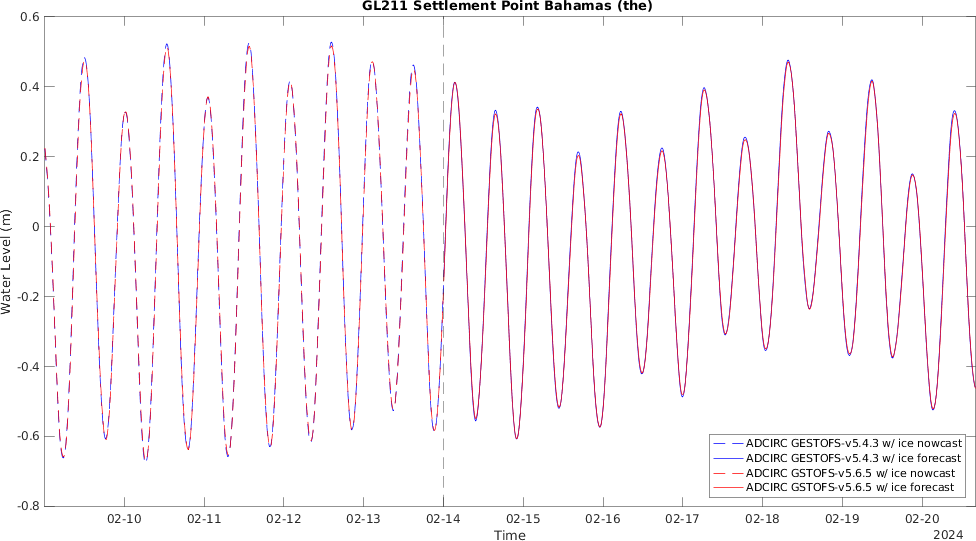 GL211 Settlement Point Bahamas (the)
0.6
0.4
0.2
0
-0.2
-0.4
-0.6
-0.8
Water Level (m)
ADCIRC GESTOFS-v5.4.3 w/ ice nowcast
ADCIRC GESTOFS-v5.4.3 w/ ice forecast
ADCIRC GSTOFS-v5.6.5 w/ ice nowcast
ADCIRC GSTOFS-v5.6.5 w/ ice forecast
02-10 02-11 02-12 02-13 02-14 02-15 02-16 02-17 02-18 02-19 02-20
Time
2024